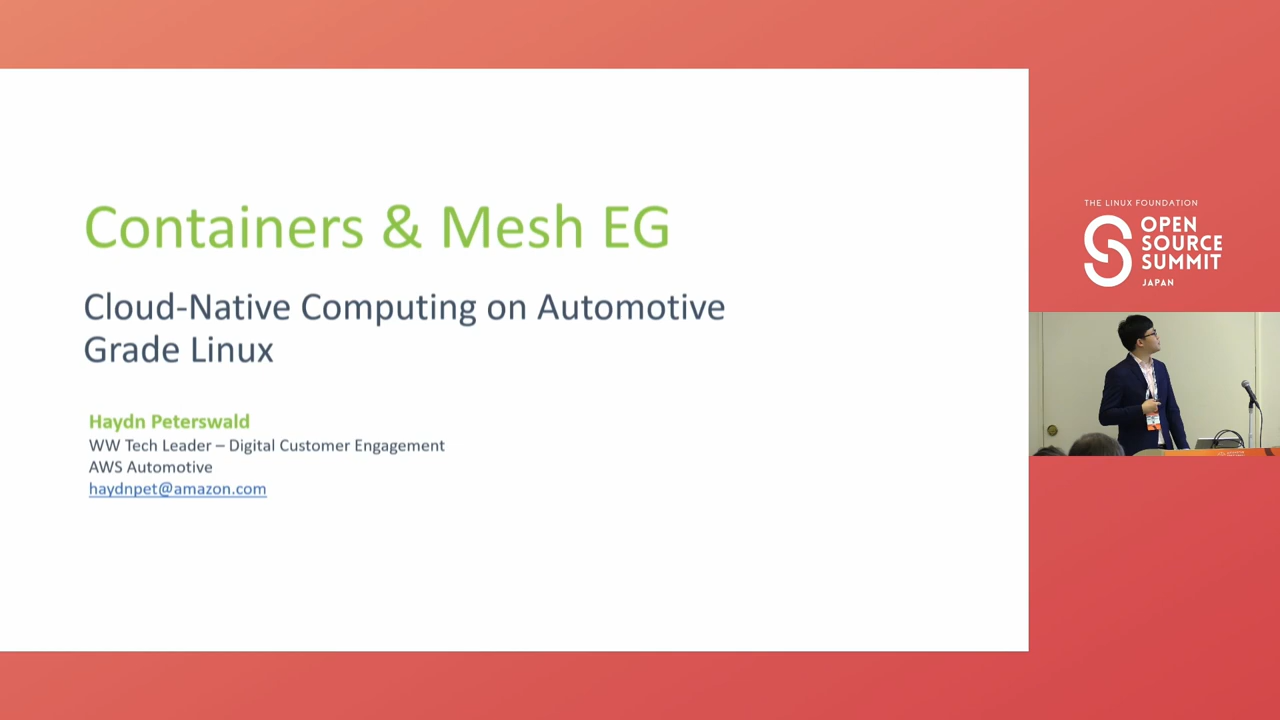 Containers & Mesh EG
Cloud-Native Computing on Automotive
Grade Linux
Haydn Peterswald
WW Tech Leader – Digital Customer Engagement
AWS Automotive
haydnpet@amazon.com
THE LINUX FOUNDATION
OPEN
SOURCE
SUMMIT
JAPAN